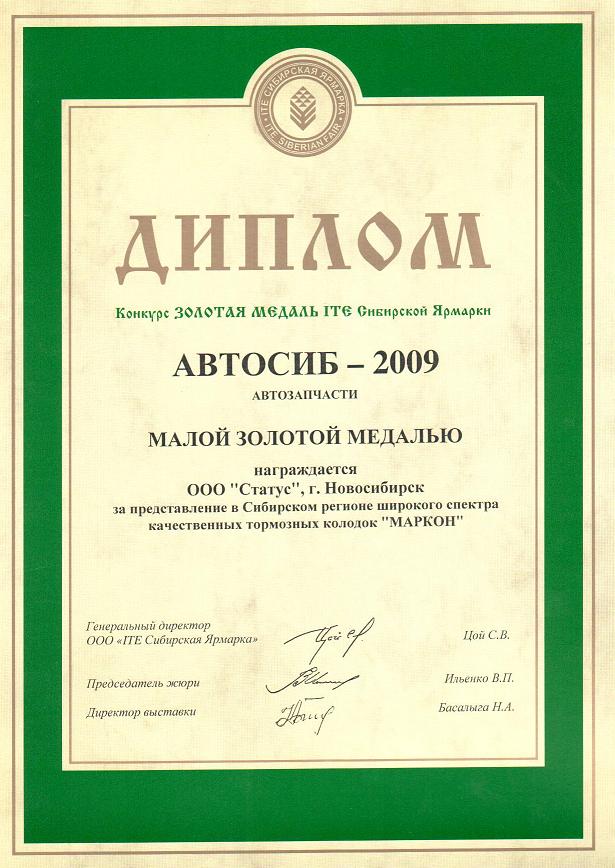 ITE СИБИРСКАЯ ЯРМАРКА
ITE SIBERIAN FAIR
ДИПЛОМ
Конкурс ЗОЛОТАЯ МЕДАЛЬ ITE Сибирской Ярмарки
АВТОСИБ – 2009
АВТОЗАПЧАСТИ
МАЛОЙ ЗОЛОТОЙ МЕДАЛЬЮ
награждается
ООО "Статус", г. Новосибирск
за представление в Сибирском регионе широкого спектра
качественных тормозных колодок "МАРКОН"
Генеральный директор
ООО «ITE Сибирская Ярмарка» Цой С.В.
Председатель жюри Ильенко В.П.
Директор выставки Басалыга Н.А.